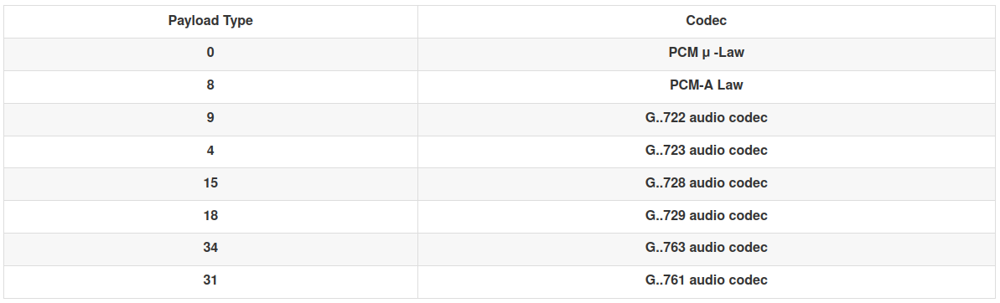 Payload Type Codec
0 PCM μ -Law
8 PCM-A Law
9 G..722 audio codec
4 G..723 audio codec
15 G..728 audio codec
18 G..729 audio codec
34 G..763 audio codec
31 G..761 audio codec